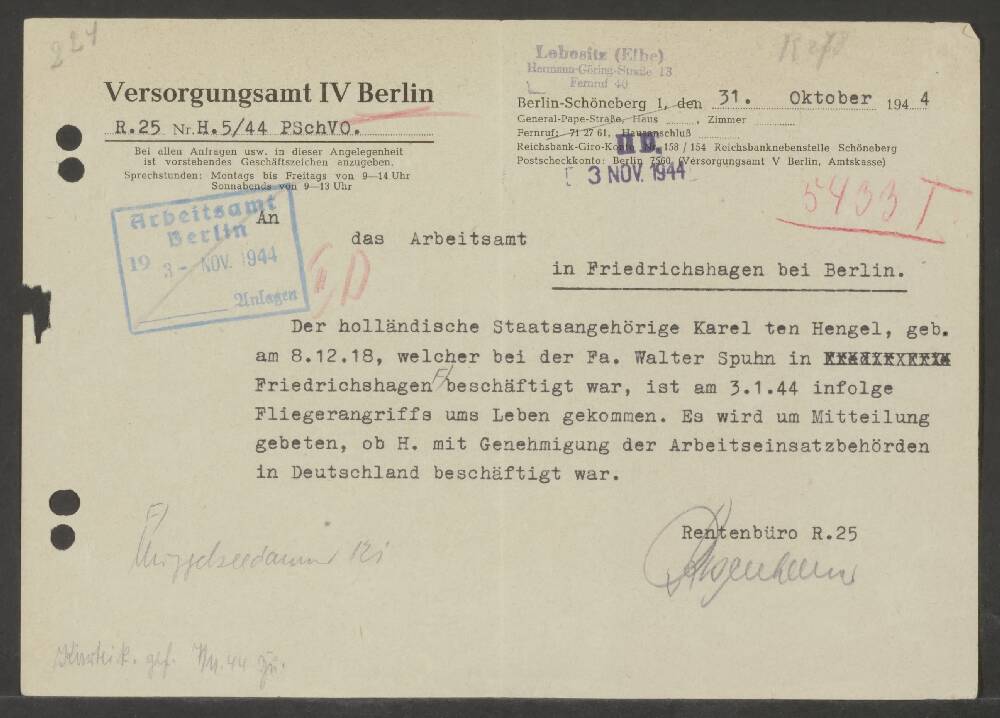 224
Lobositz (Elbe)
Hermann-Göring-Straße 13
Fernruf 40
Versorgungsamt IV Berlin
R.25 Nr. H.5/44 PSchVO.
Bei allen Anfragen usw. in dieser Angelegenheit
ist vorstehendes Geschäftszeichen anzugeben.
Sprechstunden: Montags bis Freitags von 9—14 Uhr
Sonnabends von 9—13 Uhr
Berlin-Schöneberg 1, den 31. Oktober 1944
General-Pape-Straße, Haus ......, Zimmer
Fernruf: 71 27 61, Hausanschluß
Reichsbank-Giro-Konto Nr. 158 / 154 Reichsbanknebenstelle Schöneberg
Postscheckkonto: Berlin 7560 (Versorgungsamt V Berlin, Amtskasse)
3 NOV. 1944
5433 T
Arbeitsamt
Berlin
19 3- NOV. 1944
Anlagen
An
das Arbeitsamt
in Friedrichshagen bei Berlin.
Der holländische Staatsangehörige Karel ten Hengel, geb.
am 8.12.18, welcher bei der Fa. Walter Spuhn in
Friedrichshagen beschäftigt war, ist am 3.1.44 infolge
Fliegerangriffs ums Leben gekommen. Es wird um Mitteilung
gebeten, ob H. mit Genehmigung der Arbeitseinsatzbehörden
in Deutschland beschäftigt war.
Rentenbüro R.25